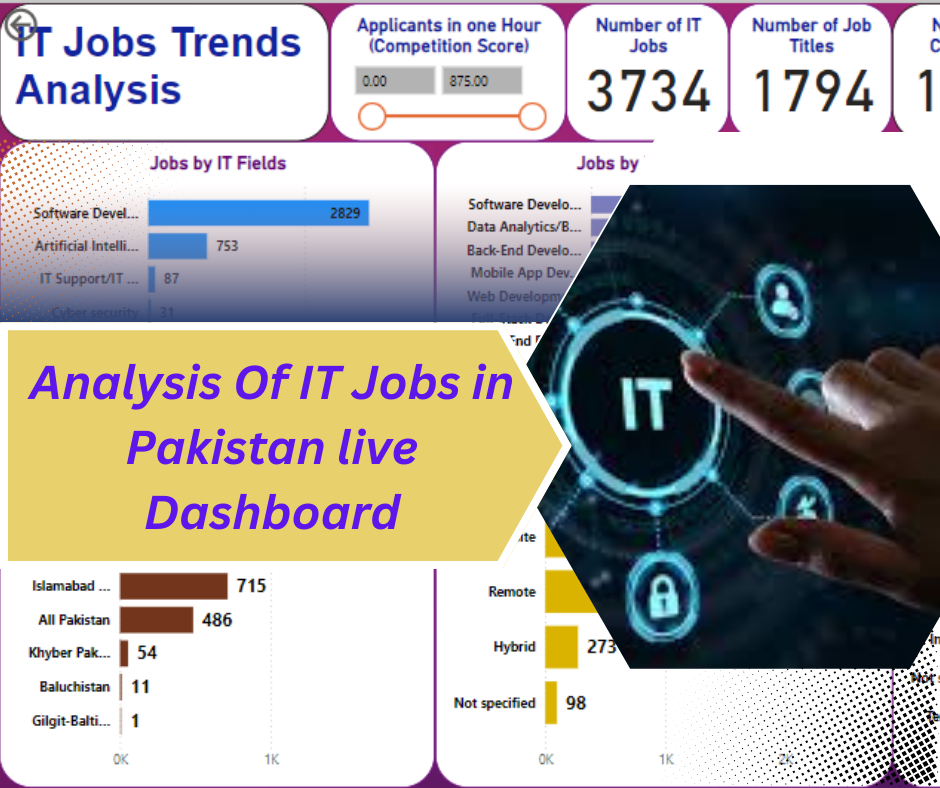 IT Jobs Trends
Analysis
Applicants in one Hour
(Competition Score)
0.00
875.00
Number of IT
Jobs
3734
Number of Job
Titles
1794
Jobs by IT Fields
Software Devel...
2829
Artificial Intelli...
753
IT Support/IT ...
87
Cyber security
31
Jobs by
Software Develo...
Data Analytics/B...
Back-End Develo...
Mobile App Dev..
Web Developm
IT
Analysis Of IT Jobs in
Pakistan live
Dashboard
Islamabad ...
715
All Pakistan
486
Khyber Pak...
54
Baluchistan
11
Gilgit-Balti...
1
0K
1K
Remote
Hybrid
273
Not specified
98
0K
1K
2K